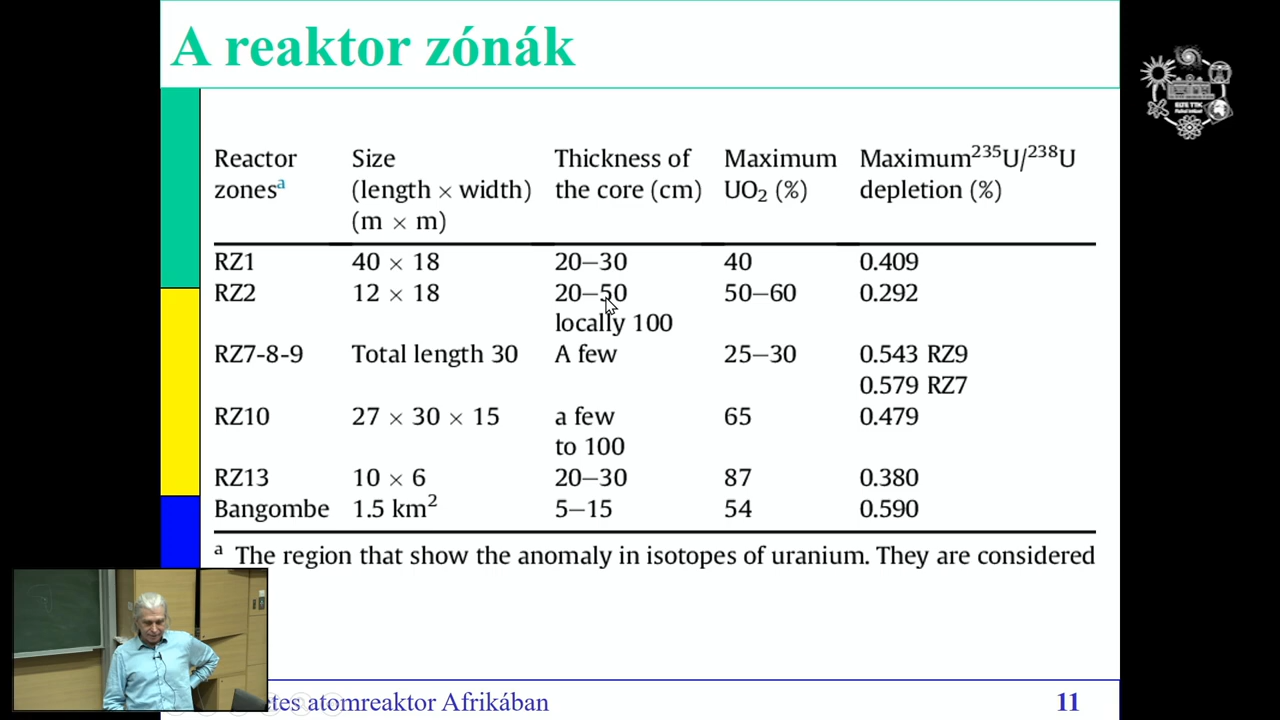 A reaktor zónák
ELTE TTK
Reactor zonesᵃ Size (length × width) (m × m) Thickness of the core (cm) Maximum UO₂ (%) Maximum²³⁵U/²³⁸U depletion (%)
RZ1 40 × 18 20–30 40 0.409
RZ2 12 × 18 20–50 locally 100 50–60 0.292
RZ7-8-9 Total length 30 A few 25–30 0.543 RZ9 0.579 RZ7
RZ10 27 × 30 × 15 a few to 100 65 0.479
RZ13 10 × 6 20–30 87 0.380
Bangombe 1.5 km² 5–15 54 0.590
ᵃ The region that show the anomaly in isotopes of uranium. They are considered
atomreaktor Afrikában 11